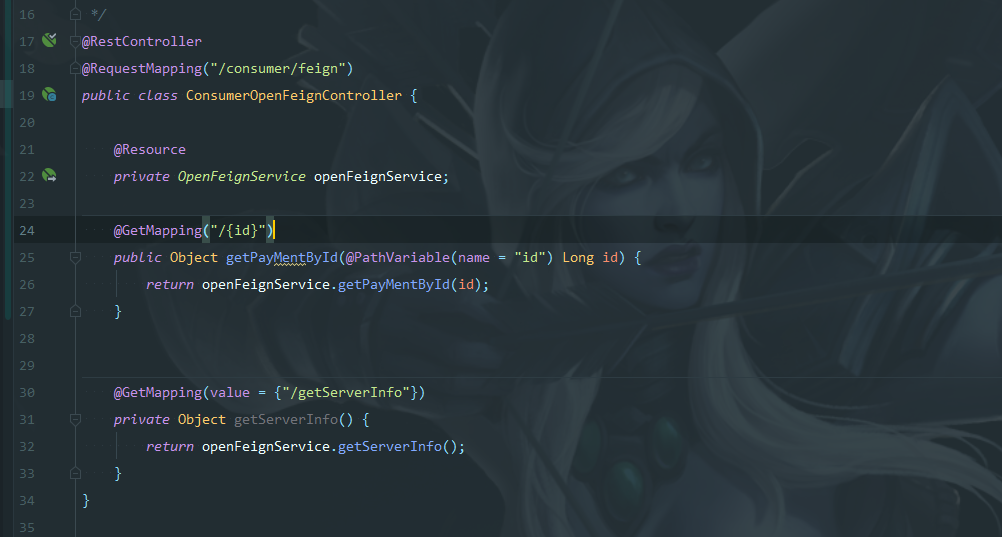 16 */
17 @RestController
18 @RequestMapping("/consumer/feign")
19 public class ConsumerOpenFeignController {
20
21 @Resource
22 private OpenFeignService openFeignService;
23
24 @GetMapping("/{id}")
25 public Object getPayMentById(@PathVariable(name = "id") Long id) {
26 return openFeignService.getPayMentById(id);
27 }
28
29
30 @GetMapping(value = {"/getServerInfo"})
31 private Object getServerInfo() {
32 return openFeignService.getServerInfo();
33 }
34 }
35